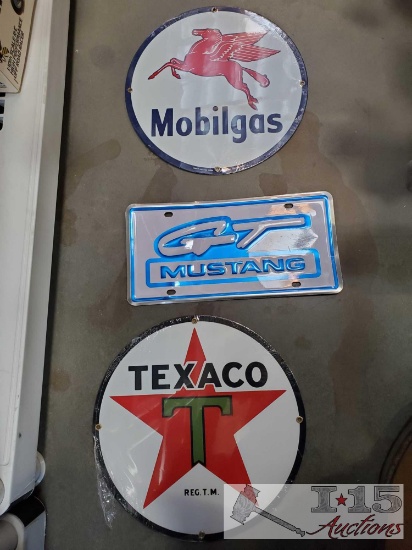 Mobilgas
GT
MUSTANG
TEXACO
T
REG. T.M.
I★15
Auctions